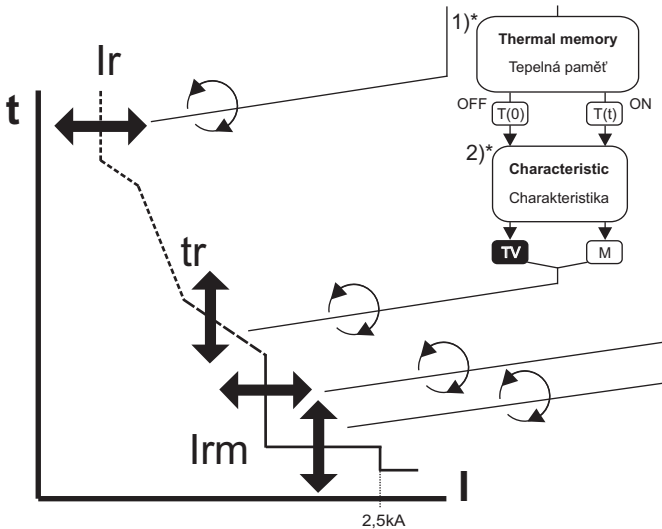 1)*
Thermal memory
Tepelná paměť
OFF
T(0)
T(t)
ON
2)*
Characteristic
Charakteristika
TV
M
Ir
t
tr
Irm
I
2,5kA